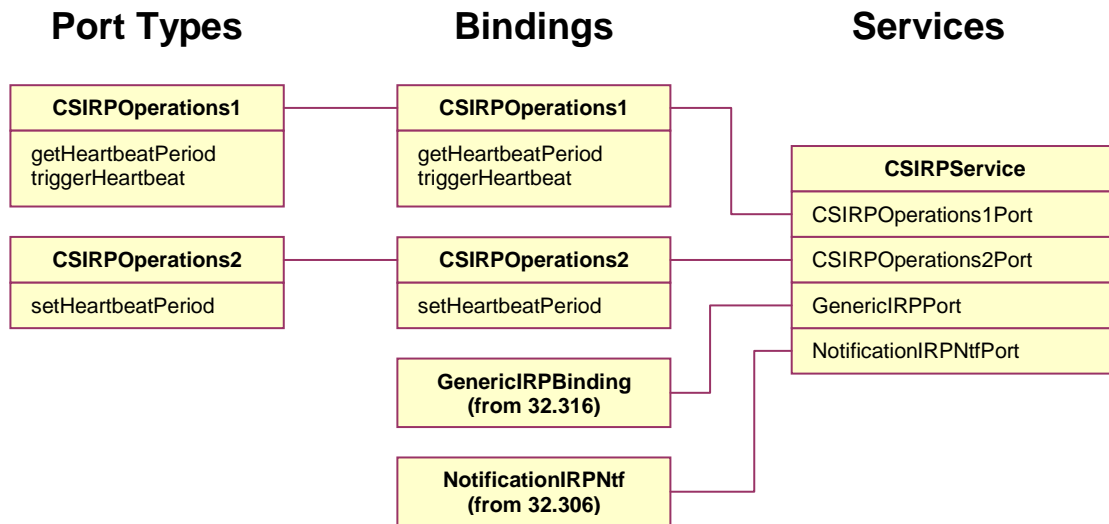 Port Types
Bindings
Services
CSIRPOperations1
getHeartbeatPeriod
triggerHeartbeat
CSIRPOperations1
getHeartbeatPeriod
triggerHeartbeat
CSIRPService
CSIRPOperations1Port
CSIRPOperations2Port
GenericIRPPort
NotificationIRPNtfPort
CSIRPOperations2
setHeartbeatPeriod
CSIRPOperations2
setHeartbeatPeriod
GenericIRPBinding
(from 32.316)
NotificationIRPNtf
(from 32.306)